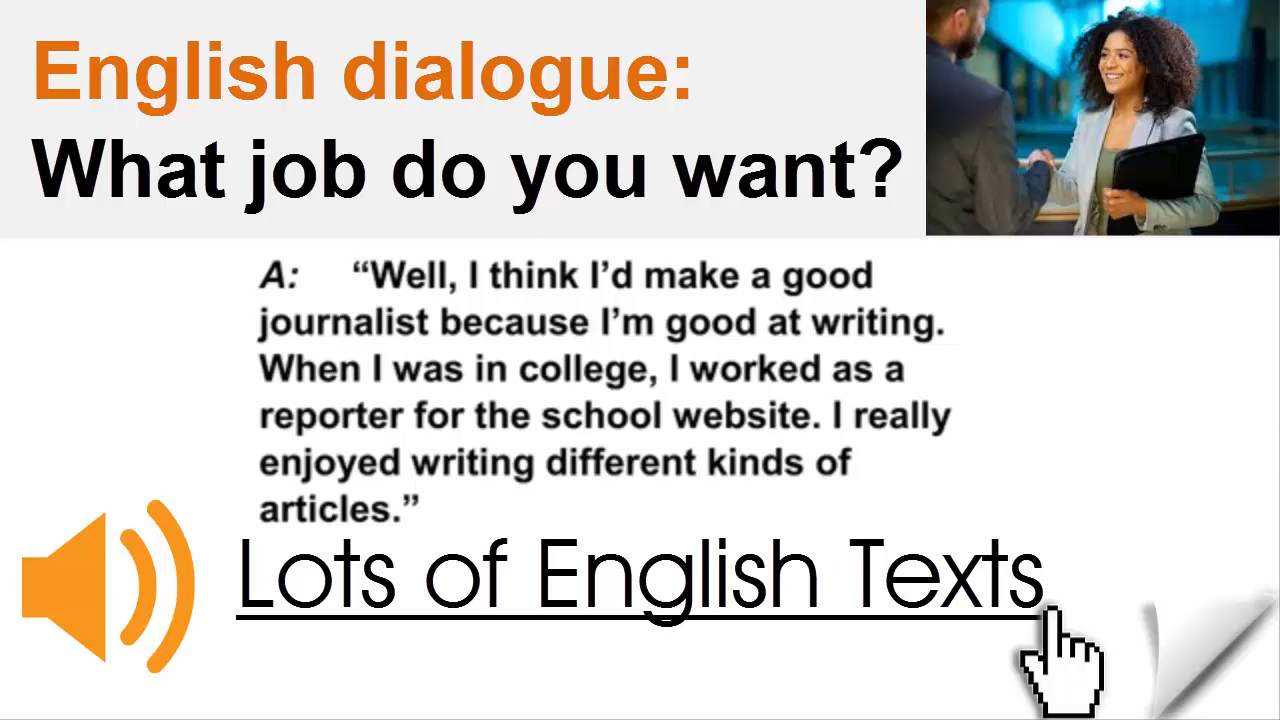 English dialogue:
What job do you want?
A: “Well, I think I’d make a good
journalist because I’m good at writing.
When I was in college, I worked as a
reporter for the school website. I really
enjoyed writing different kinds of
articles.”
Lots of English Texts